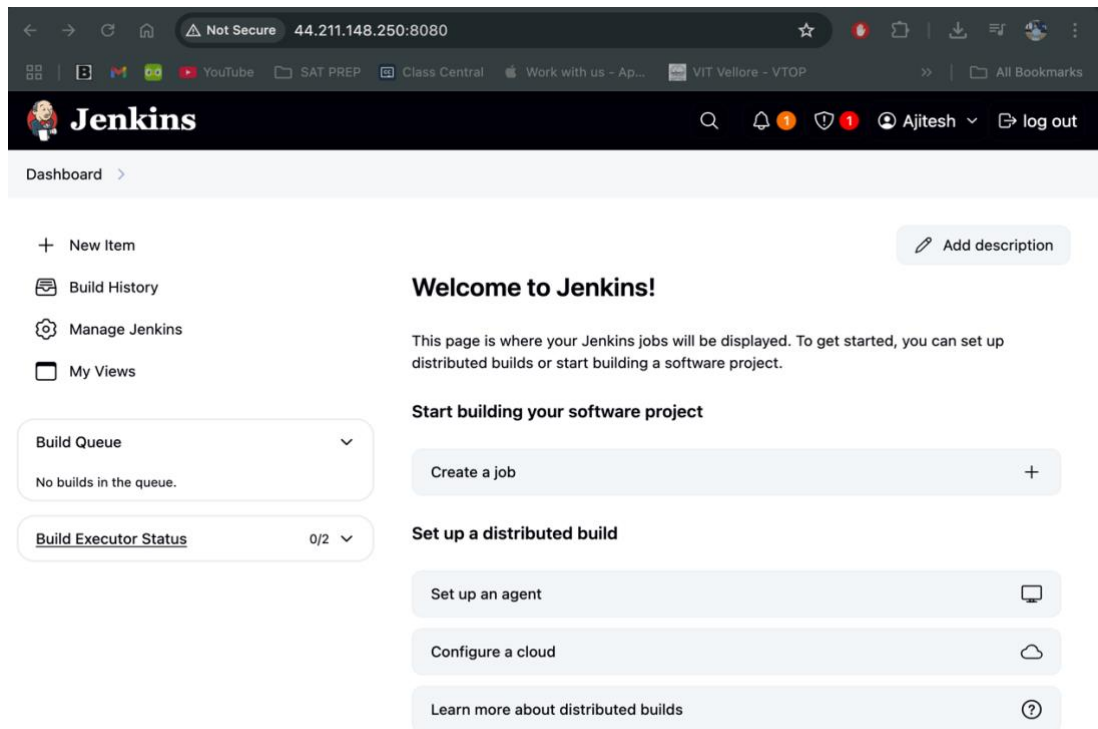 Not Secure 44.211.148.250:8080
B M YouTube SAT PREP Class Central Work with us - Ap... VIT Vellore - VTOP » All Bookmarks
Jenkins 1 1 Ajitesh log out
Dashboard
New Item
Build History
Manage Jenkins
My Views
Build Queue
No builds in the queue.
Build Executor Status 0/2
Add description
Welcome to Jenkins!
This page is where your Jenkins jobs will be displayed. To get started, you can set up
distributed builds or start building a software project.
Start building your software project
Create a job
Set up a distributed build
Set up an agent
Configure a cloud
Learn more about distributed builds